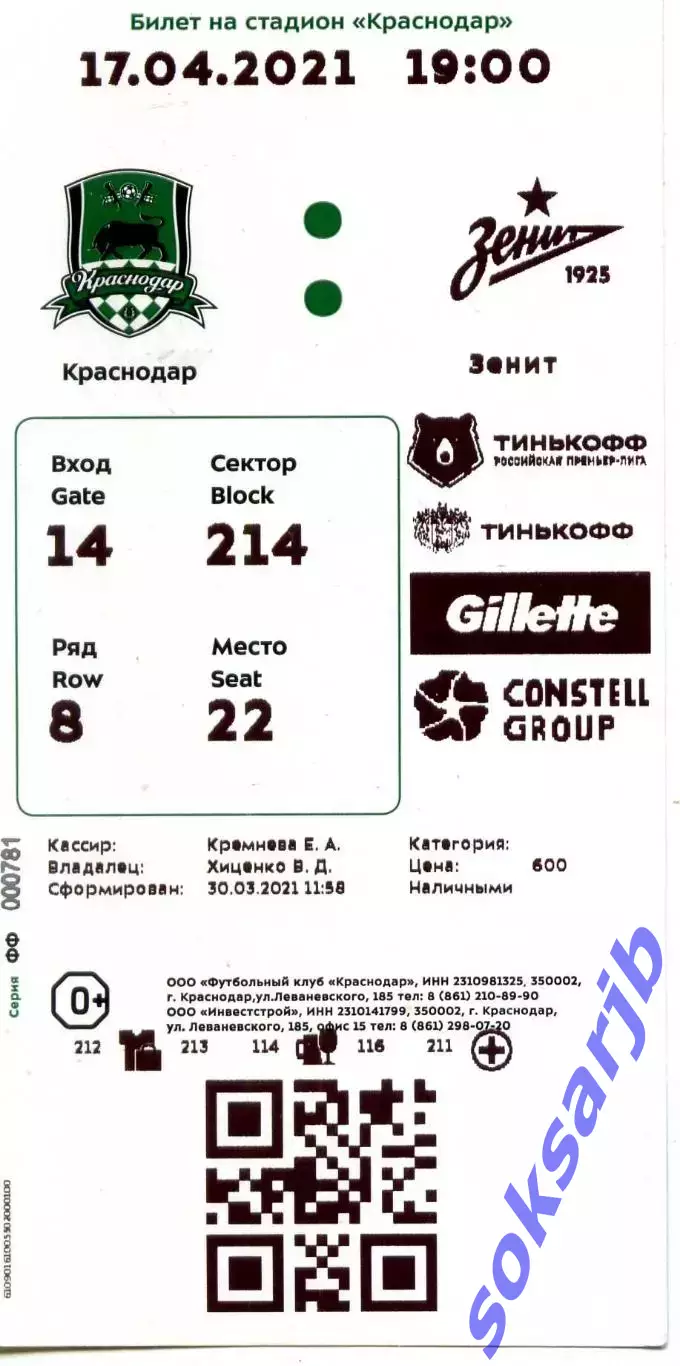 Билет на стадион «Краснодар»
17.04.2021 19:00
Краснодар
Зенит
1925
Краснодар
Зенит
Вход
Gate
14
Сектор
Block
214
Ряд
Row
8
Место
Seat
22
ТИНЬКОФФ
РОССИЙСКАЯ ПРЕМЬЕР-ЛИГА
ТИНЬКОФФ
Gillette
CONSTELL
GROUP
Кассир: Кремнева Е. А. Категория:
Владелец: Хиценко В. Д. Цена: 600
Сформирован: 30.03.2021 11:58 Наличными
Серия ФФ 000781
0+
ООО «Футбольный клуб «Краснодар», ИНН 2310981325, 350002,
г. Краснодар,ул.Леваневского, 185 тел: 8 (861) 210-89-90
ООО «Инвестстрой», ИНН 2310141799, 350002, г. Краснодар,
ул. Леваневского, 185, офис 15 тел: 8 (861) 298-07-20
212 213 114 116 211
soksarjb